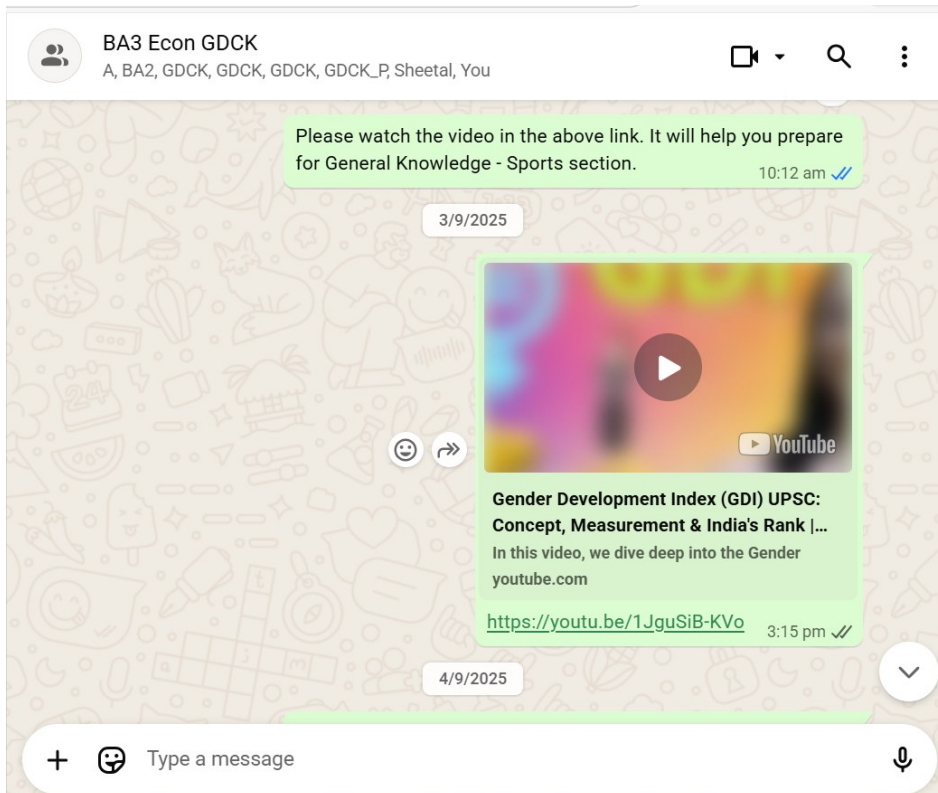 BA3 Econ GDCK
A, BA2, GDCK, GDCK, GDCK, GDCK_P, Sheetal, You
Please watch the video in the above link. It will help you prepare
for General Knowledge - Sports section.
10:12 am
3/9/2025
GDI
YouTube
Gender Development Index (GDI) UPSC:
Concept, Measurement & India's Rank |...
In this video, we dive deep into the Gender
youtube.com
https://youtu.be/1JguSiB-KVo
3:15 pm
4/9/2025
Type a message